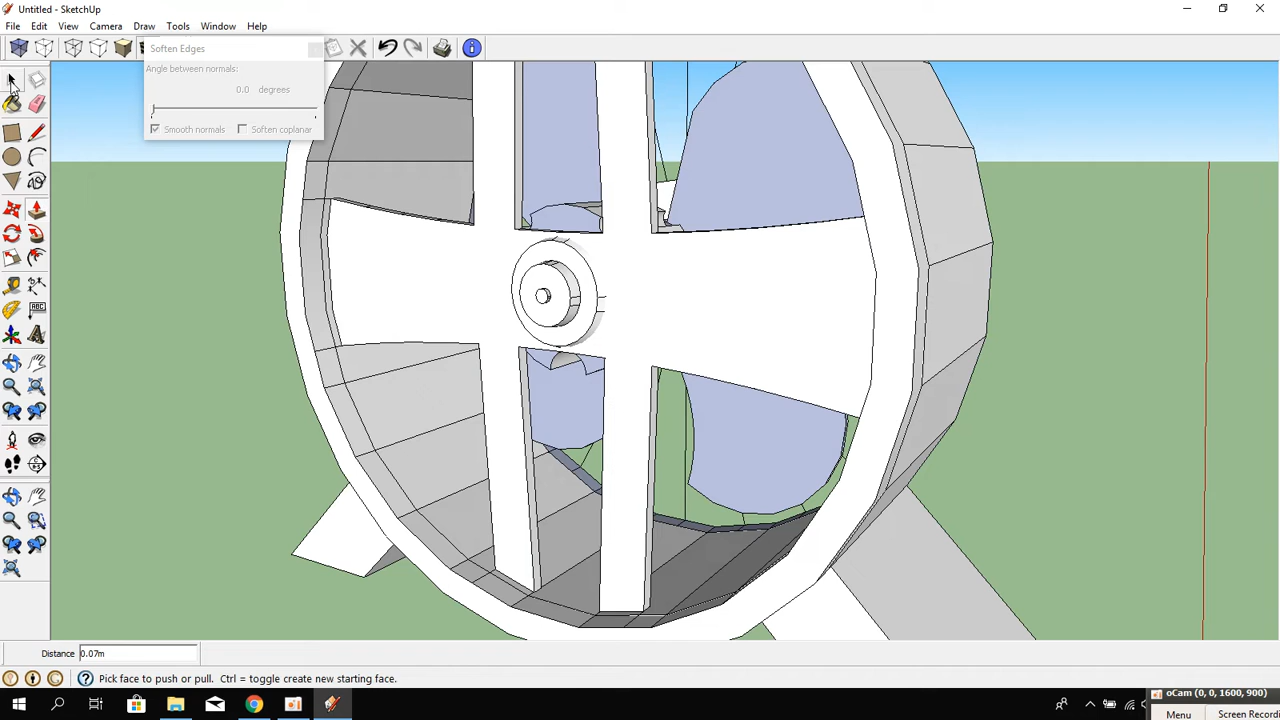 Untitled - SketchUp
File Edit View Camera Draw Tools Window Help
Soften Edges
Angle between normals:
0.0 degrees
Smooth normals Soften coplanar
ABC
Distance 0.07m
Pick face to push or pull. Ctrl = toggle create new starting face.
oCam (0, 0, 1600, 900)
Menu Screen Recordi